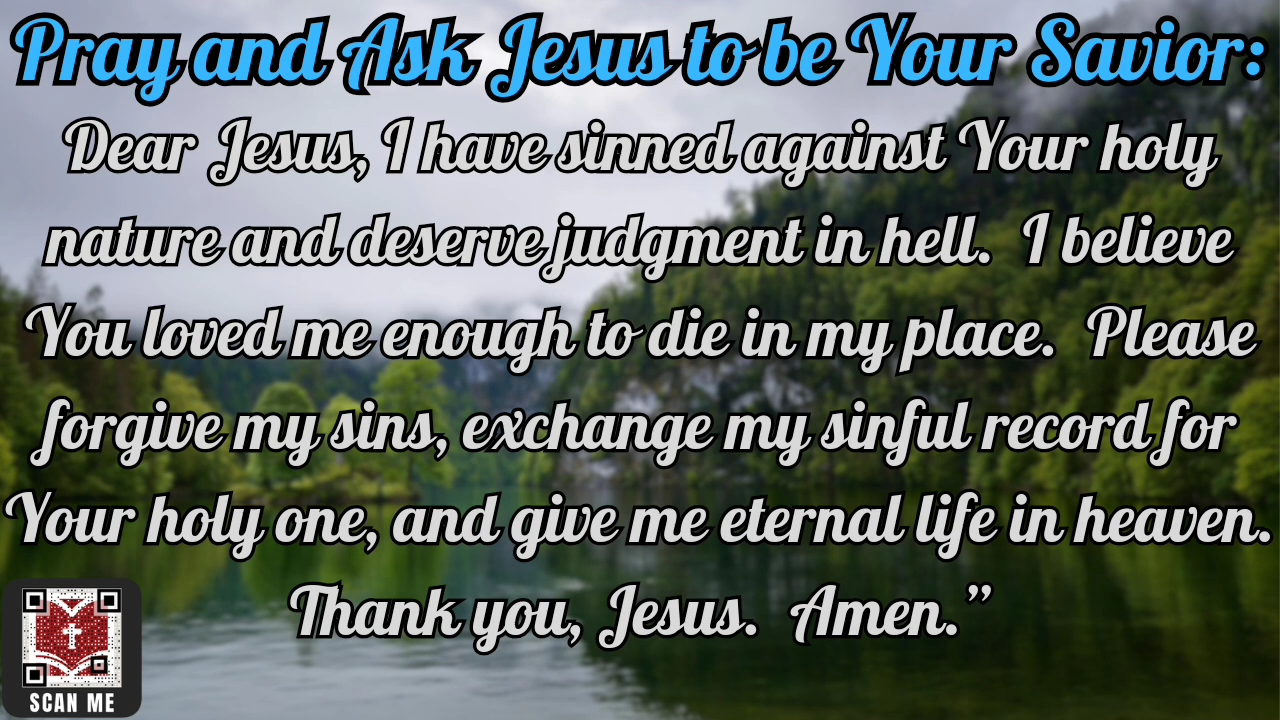 Pray and Ask Jesus to be Your Savior:
Dear Jesus, I have sinned against Your holy
nature and deserve judgment in hell. I believe
You loved me enough to die in my place. Please
forgive my sins, exchange my sinful record for
Your holy one, and give me eternal life in heaven.
Thank you, Jesus. Amen.”
SCAN ME